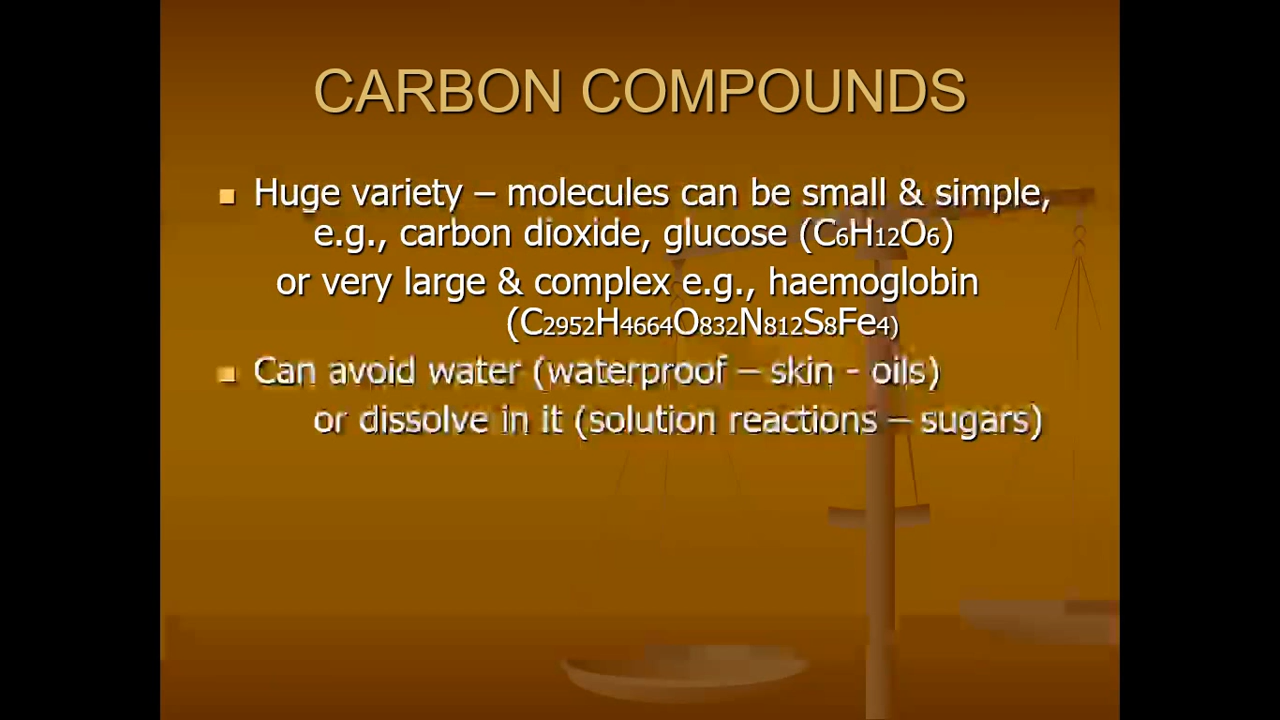 CARBON COMPOUNDS
Huge variety – molecules can be small & simple,
e.g., carbon dioxide, glucose (C6H12O6)
or very large & complex e.g., haemoglobin
(C2952H4664O832N812S8Fe4)
Can avoid water (waterproof – skin - oils)
or dissolve in it (solution reactions – sugars)